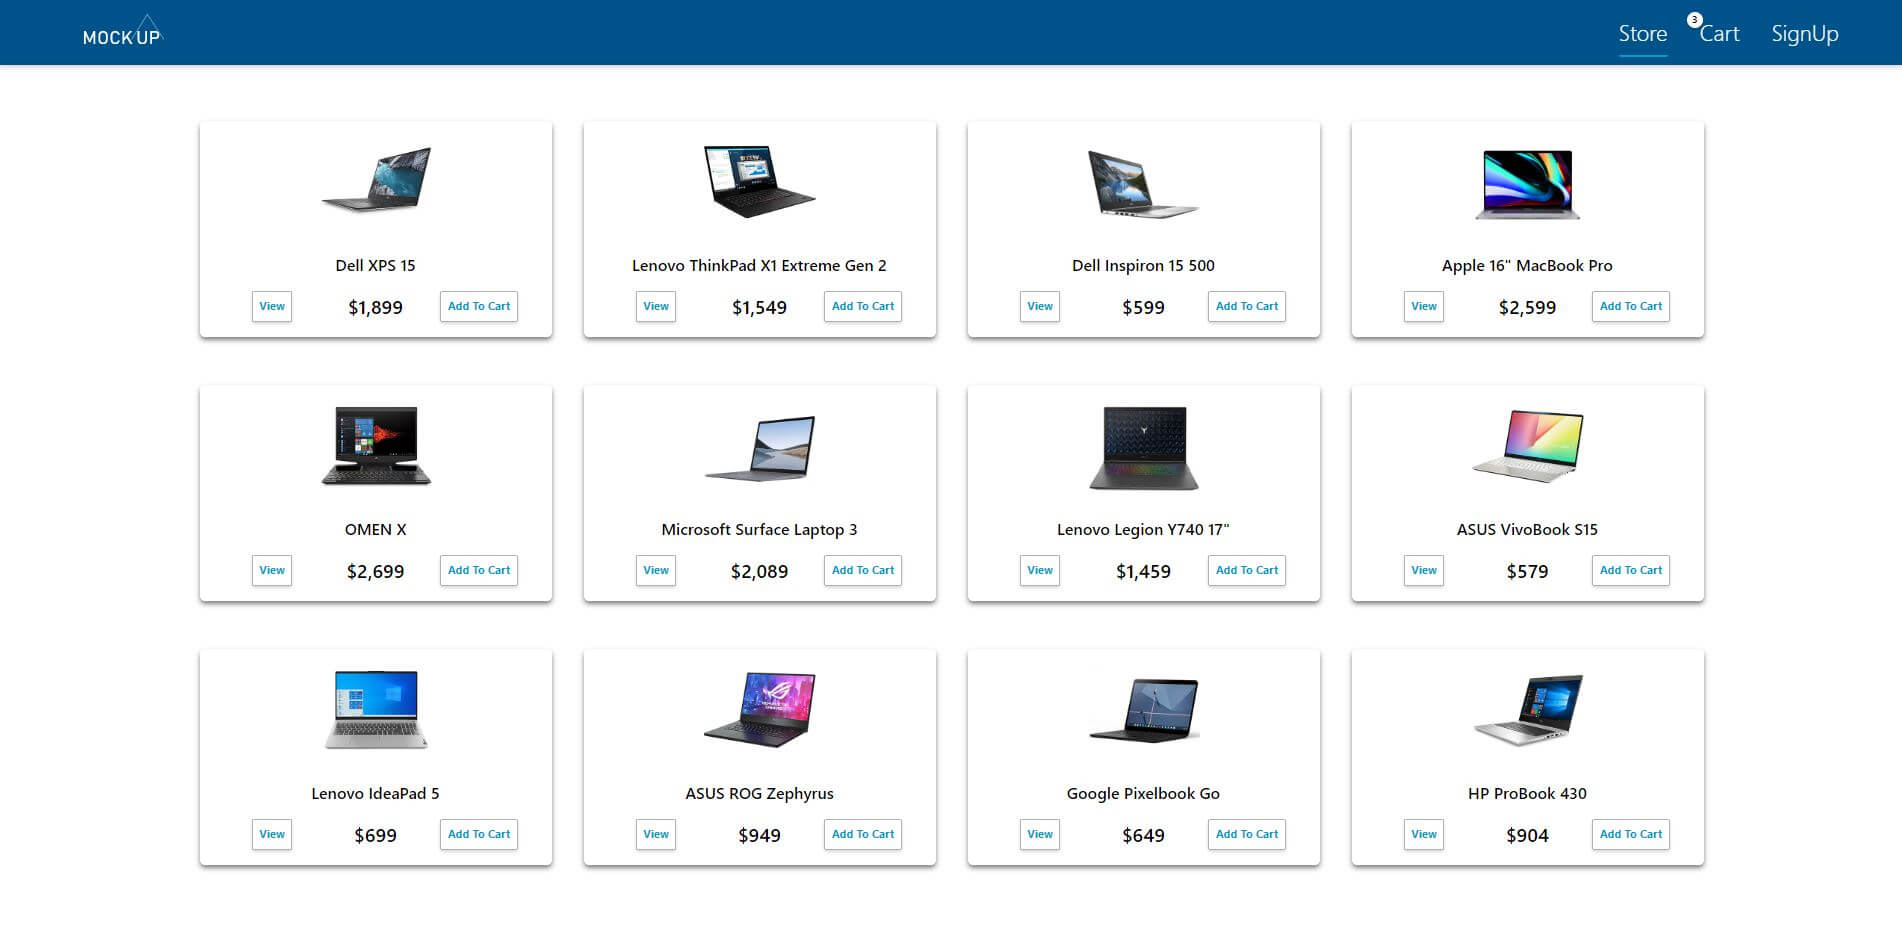 MOCKUP
Store
3
Cart
SignUp
Dell XPS 15
View
$1,899
Add To Cart
Lenovo ThinkPad X1 Extreme Gen 2
View
$1,549
Add To Cart
Dell Inspiron 15 500
View
$599
Add To Cart
Apple 16" MacBook Pro
View
$2,599
Add To Cart
OMEN X
View
$2,699
Add To Cart
Microsoft Surface Laptop 3
View
$2,089
Add To Cart
Lenovo Legion Y740 17"
View
$1,459
Add To Cart
ASUS VivoBook S15
View
$579
Add To Cart
Lenovo IdeaPad 5
View
$699
Add To Cart
ASUS ROG Zephyrus
View
$949
Add To Cart
Google Pixelbook Go
View
$649
Add To Cart
HP ProBook 430
View
$904
Add To Cart